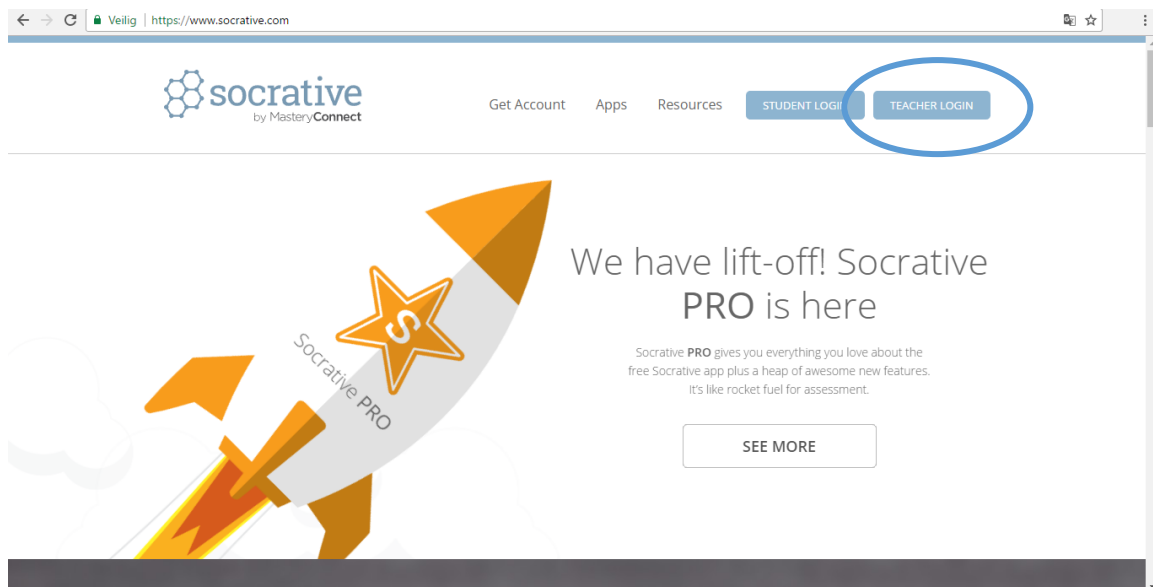 Veilig | https://www.socrative.com
socrative
by MasteryConnect
Get Account Apps Resources STUDENT LOGIN TEACHER LOGIN
S
Socrative PRO
We have lift-off! Socrative
PRO is here
Socrative PRO gives you everything you love about the
free Socrative app plus a heap of awesome new features.
It's like rocket fuel for assessment.
SEE MORE